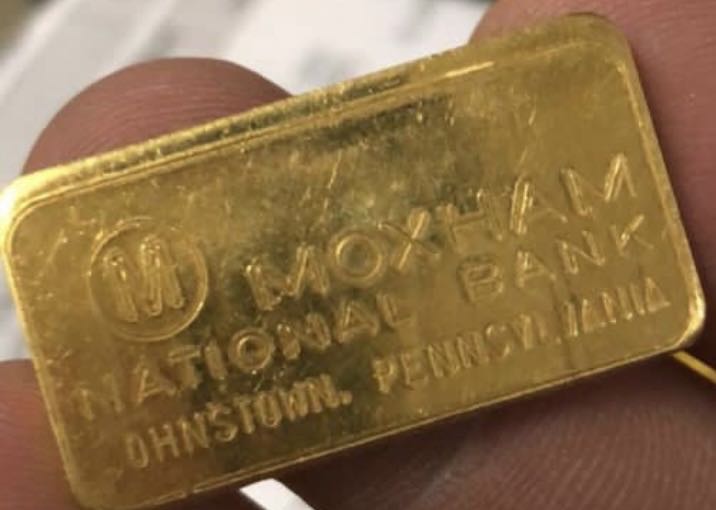 M MOXHAM
NATIONAL BANK
OHNSTOWN, PENNSYLVANIA